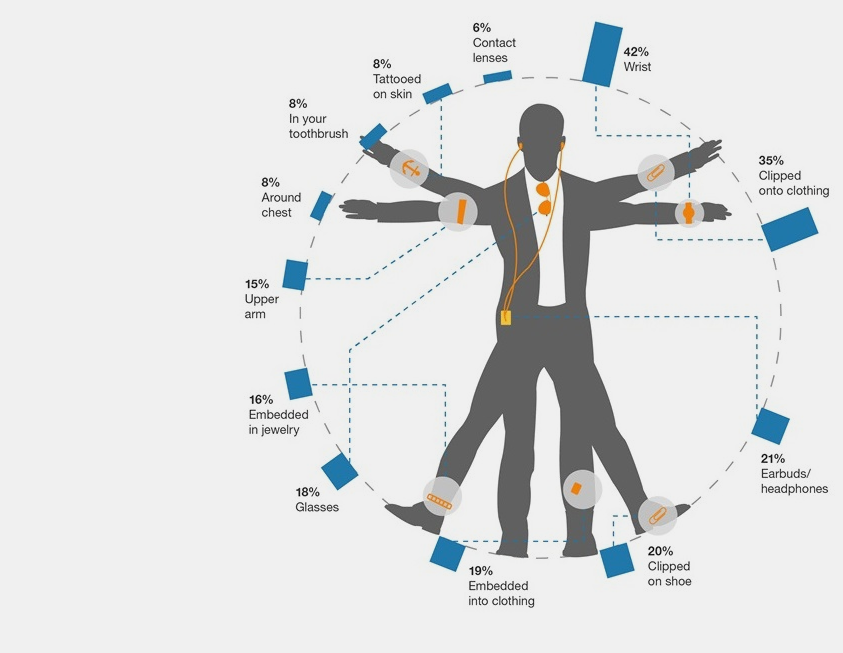 6%
Contact
lenses
42%
Wrist
8%
Tattooed
on skin
8%
In your
toothbrush
35%
Clipped
onto clothing
8%
Around
chest
15%
Upper
arm
16%
Embedded
in jewelry
21%
Earbuds/
headphones
18%
Glasses
20%
Clipped
on shoe
19%
Embedded
into clothing